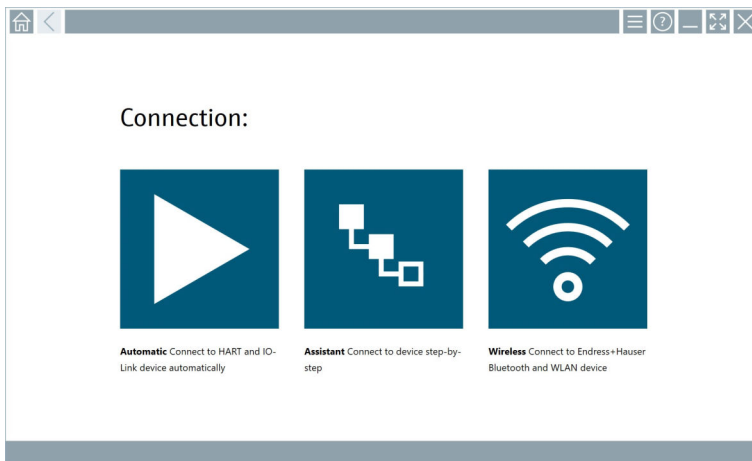 Connection:
Automatic Connect to HART and IO-
Link device automatically
Assistant Connect to device step-by-
step
Wireless Connect to Endress+Hauser
Bluetooth and WLAN device